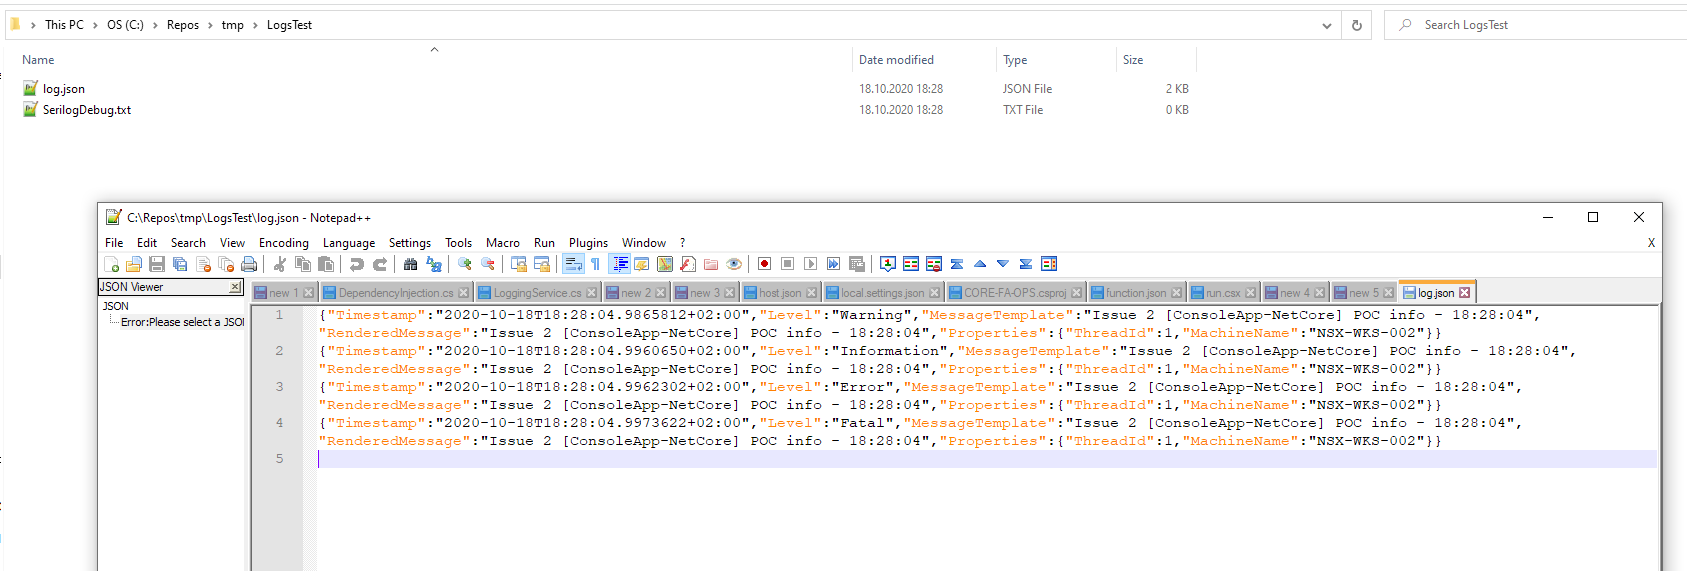 This PC > OS (C:) > Repos > tmp > LogsTest
Search LogsTest
Name Date modified Type Size
log.json 18.10.2020 18:28 JSON File 2 KB
SerilogDebug.txt 18.10.2020 18:28 TXT File 0 KB
C:\Repos\tmp\LogsTest\log.json - Notepad++
File Edit Search View Encoding Language Settings Tools Macro Run Plugins Window ? X
JSON Viewer
new 1 DependencyInjection.cs LoggingService.cs new 2 new 3 host.json local.settings.json CORE-FA-OPS.csproj function.json run.csx new 4 new 5 log.json
JSON
Error:Please select a JSO
1 {"Timestamp":"2020-10-18T18:28:04.9865812+02:00","Level":"Warning","MessageTemplate":"Issue 2 [ConsoleApp-NetCore] POC info - 18:28:04",
"RenderedMessage":"Issue 2 [ConsoleApp-NetCore] POC info - 18:28:04","Properties":{"ThreadId":1,"MachineName":"NSX-WKS-002"}}
2 {"Timestamp":"2020-10-18T18:28:04.9960650+02:00","Level":"Information","MessageTemplate":"Issue 2 [ConsoleApp-NetCore] POC info - 18:28:04",
"RenderedMessage":"Issue 2 [ConsoleApp-NetCore] POC info - 18:28:04","Properties":{"ThreadId":1,"MachineName":"NSX-WKS-002"}}
3 {"Timestamp":"2020-10-18T18:28:04.9962302+02:00","Level":"Error","MessageTemplate":"Issue 2 [ConsoleApp-NetCore] POC info - 18:28:04",
"RenderedMessage":"Issue 2 [ConsoleApp-NetCore] POC info - 18:28:04","Properties":{"ThreadId":1,"MachineName":"NSX-WKS-002"}}
4 {"Timestamp":"2020-10-18T18:28:04.9973622+02:00","Level":"Fatal","MessageTemplate":"Issue 2 [ConsoleApp-NetCore] POC info - 18:28:04",
"RenderedMessage":"Issue 2 [ConsoleApp-NetCore] POC info - 18:28:04","Properties":{"ThreadId":1,"MachineName":"NSX-WKS-002"}}
5